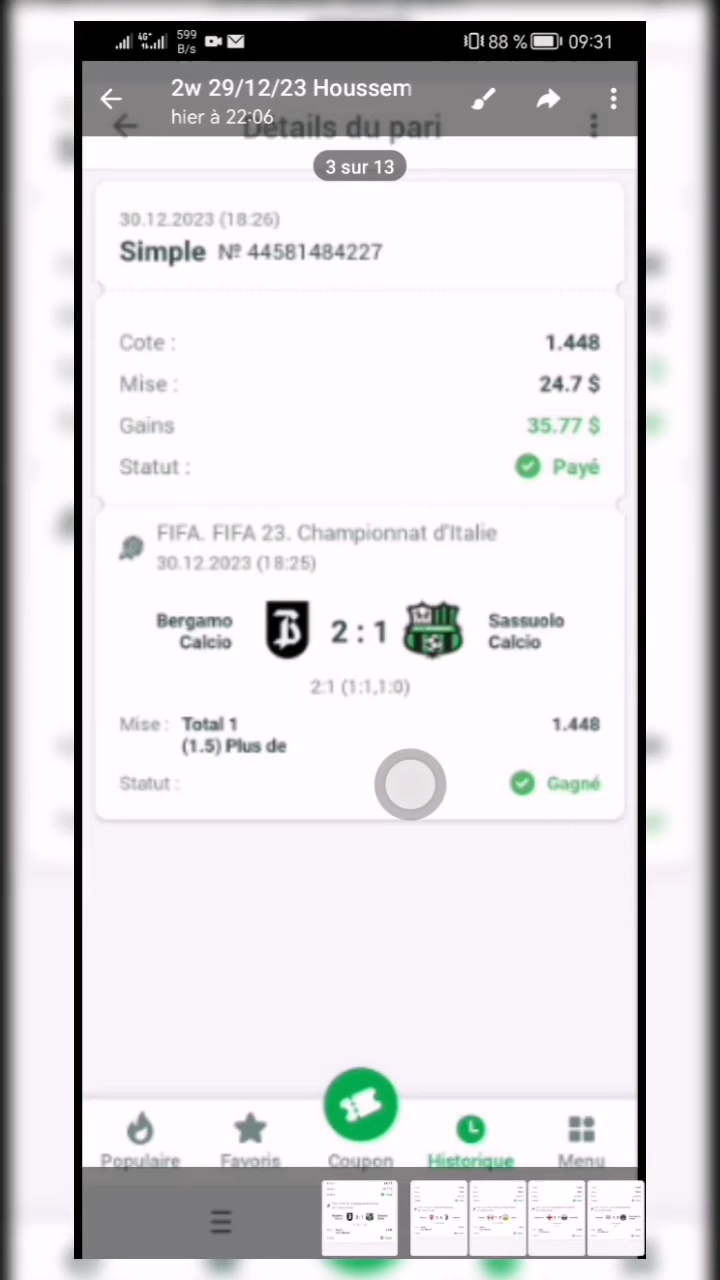 4G+
599 B/s
88 %
09:31
2w 29/12/23 Houssem
hier à 22:06
Détails du pari
3 sur 13
30.12.2023 (18:26)
Simple № 44581484227
Cote : 1.448
Mise : 24.7 $
Gains 35.77 $
Statut : Payé
FIFA. FIFA 23. Championnat d'Italie
30.12.2023 (18:25)
Bergamo Calcio
2 : 1
Sassuolo Calcio
2:1 (1:1,1:0)
Mise : Total 1 1.448
(1.5) Plus de
Statut : Gagné
Populaire Favoris Coupon Historique Menu